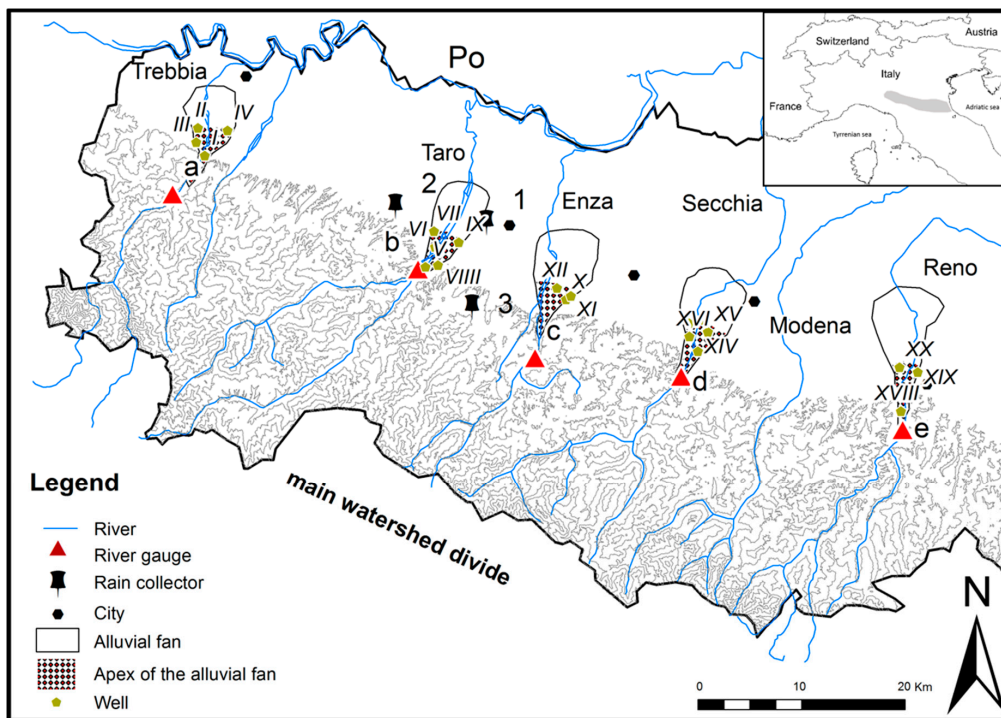 Switzerland
Austria
Italy
France
Adriatic sea
Tyrrenian sea
Po
Trebbia
II
IV
III
I
a
Taro
2
1
Enza
Secchia
VII
VI
IX
b
V
VIIII
3
XII
X
XI
c
Reno
XVI
XV
Modena
XIV
d
XX
XIX
XVIII
e
main watershed divide
Legend
River
River gauge
Rain collector
City
Alluvial fan
Apex of the alluvial fan
Well
N
0 10 20 Km